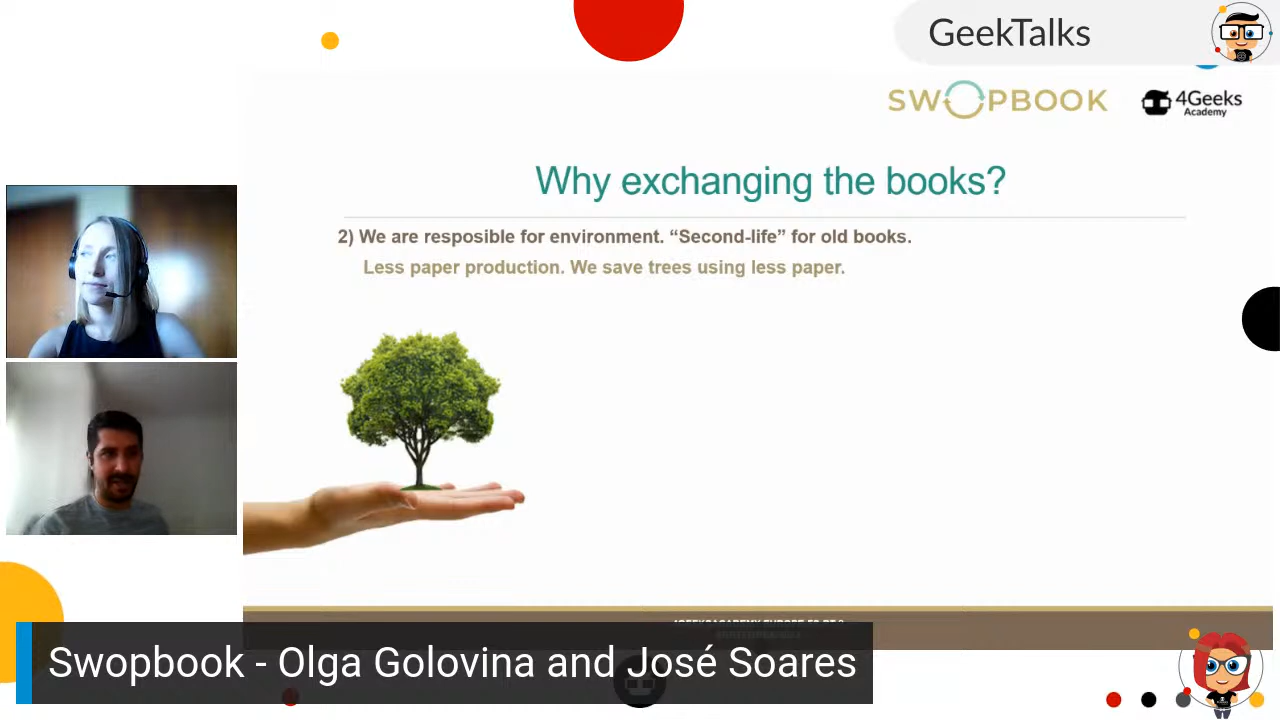 GeekTalks
SWOPBOOK
4Geeks
Academy
Why exchanging the books?
2) We are resposible for environment. “Second-life” for old books.
Less paper production. We save trees using less paper.
Swopbook - Olga Golovina and José Soares